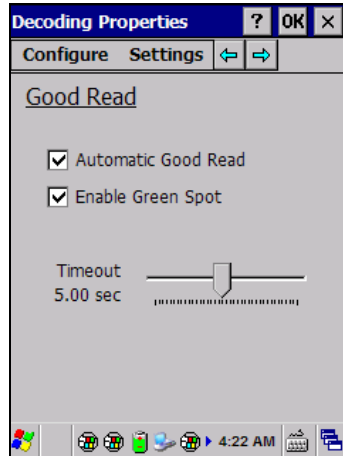 Decoding Properties ? OK ×
Configure Settings
Good Read
Automatic Good Read
Enable Green Spot
Timeout
5.00 sec
4:22 AM